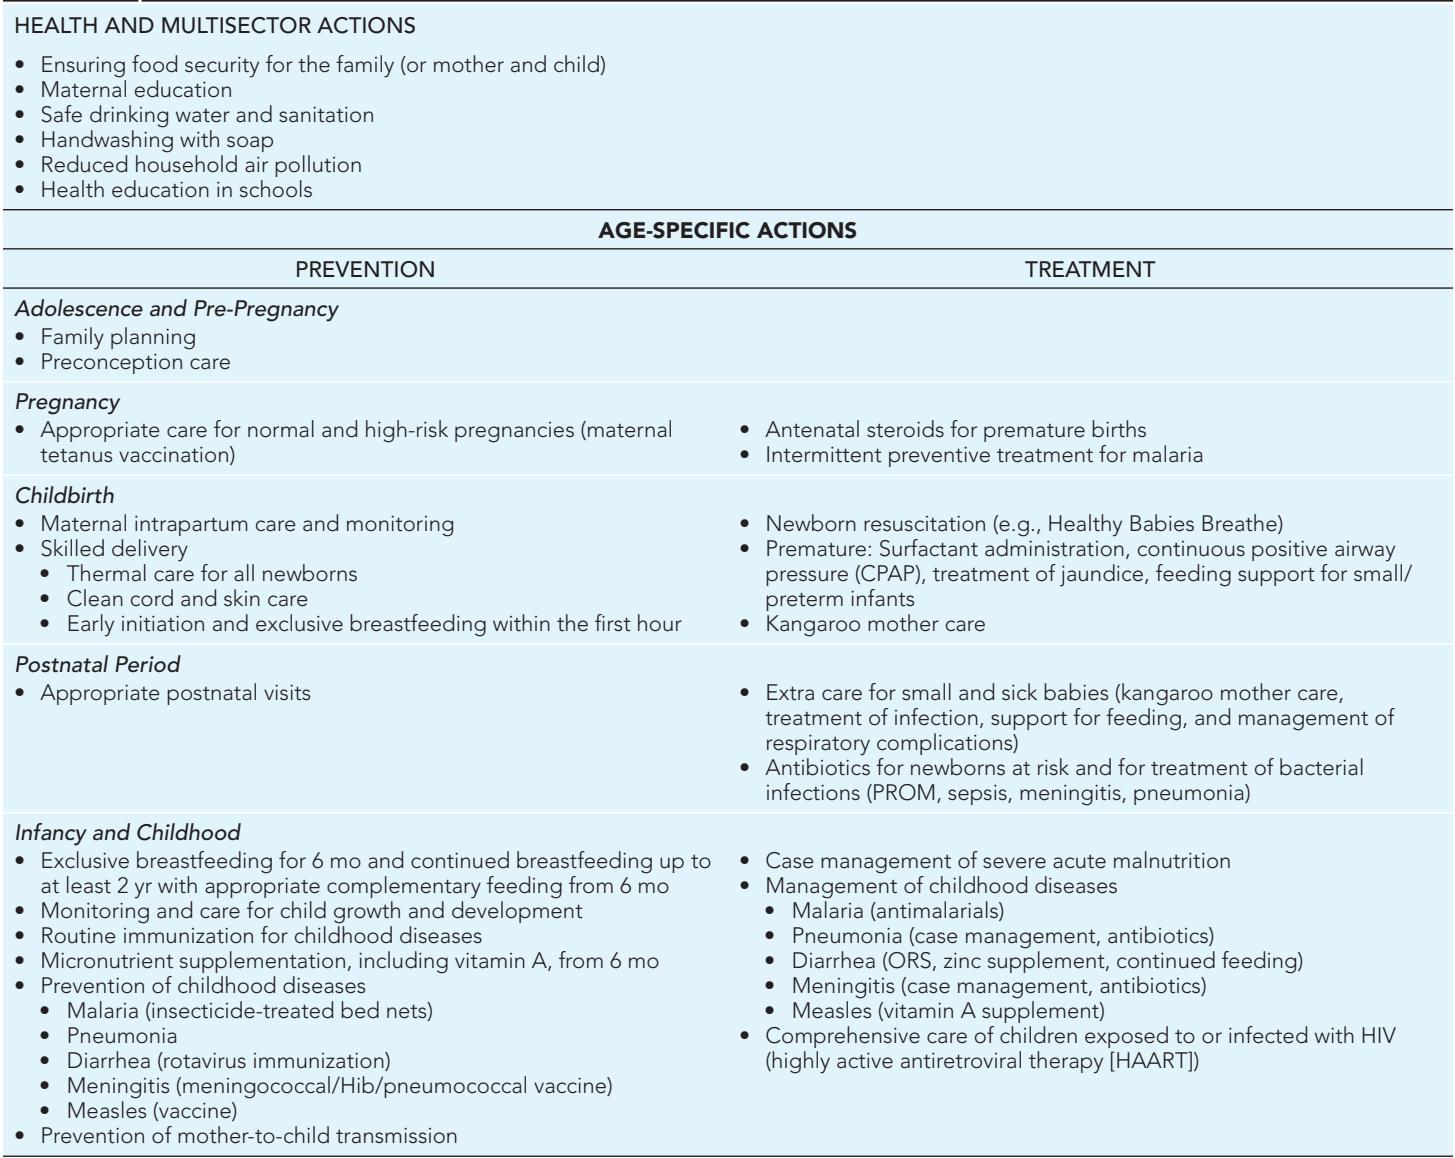 HEALTH AND MULTISECTOR ACTIONS
• Ensuring food security for the family (or mother and child)
• Maternal education
• Safe drinking water and sanitation
• Handwashing with soap
• Reduced household air pollution
• Health education in schools
AGE-SPECIFIC ACTIONS
PREVENTION
TREATMENT
Adolescence and Pre-Pregnancy
• Family planning
• Preconception care
Pregnancy
• Appropriate care for normal and high-risk pregnancies (maternal
tetanus vaccination)
• Antenatal steroids for premature births
• Intermittent preventive treatment for malaria
Childbirth
• Maternal intrapartum care and monitoring
• Skilled delivery
• Thermal care for all newborns
• Clean cord and skin care
• Early initiation and exclusive breastfeeding within the first hour
• Newborn resuscitation (e.g., Healthy Babies Breathe)
• Premature: Surfactant administration, continuous positive airway
pressure (CPAP), treatment of jaundice, feeding support for small/
preterm infants
• Kangaroo mother care
Postnatal Period
• Appropriate postnatal visits
• Extra care for small and sick babies (kangaroo mother care,
treatment of infection, support for feeding, and management of
respiratory complications)
• Antibiotics for newborns at risk and for treatment of bacterial
infections (PROM, sepsis, meningitis, pneumonia)
Infancy and Childhood
• Exclusive breastfeeding for 6 mo and continued breastfeeding up to
at least 2 yr with appropriate complementary feeding from 6 mo
• Monitoring and care for child growth and development
• Routine immunization for childhood diseases
• Micronutrient supplementation, including vitamin A, from 6 mo
• Prevention of childhood diseases
• Malaria (insecticide-treated bed nets)
• Pneumonia
• Diarrhea (rotavirus immunization)
• Meningitis (meningococcal/Hib/pneumococcal vaccine)
• Measles (vaccine)
• Prevention of mother-to-child transmission
• Case management of severe acute malnutrition
• Management of childhood diseases
• Malaria (antimalarials)
• Pneumonia (case management, antibiotics)
• Diarrhea (ORS, zinc supplement, continued feeding)
• Meningitis (case management, antibiotics)
• Measles (vitamin A supplement)
• Comprehensive care of children exposed to or infected with HIV
(highly active antiretroviral therapy [HAART])